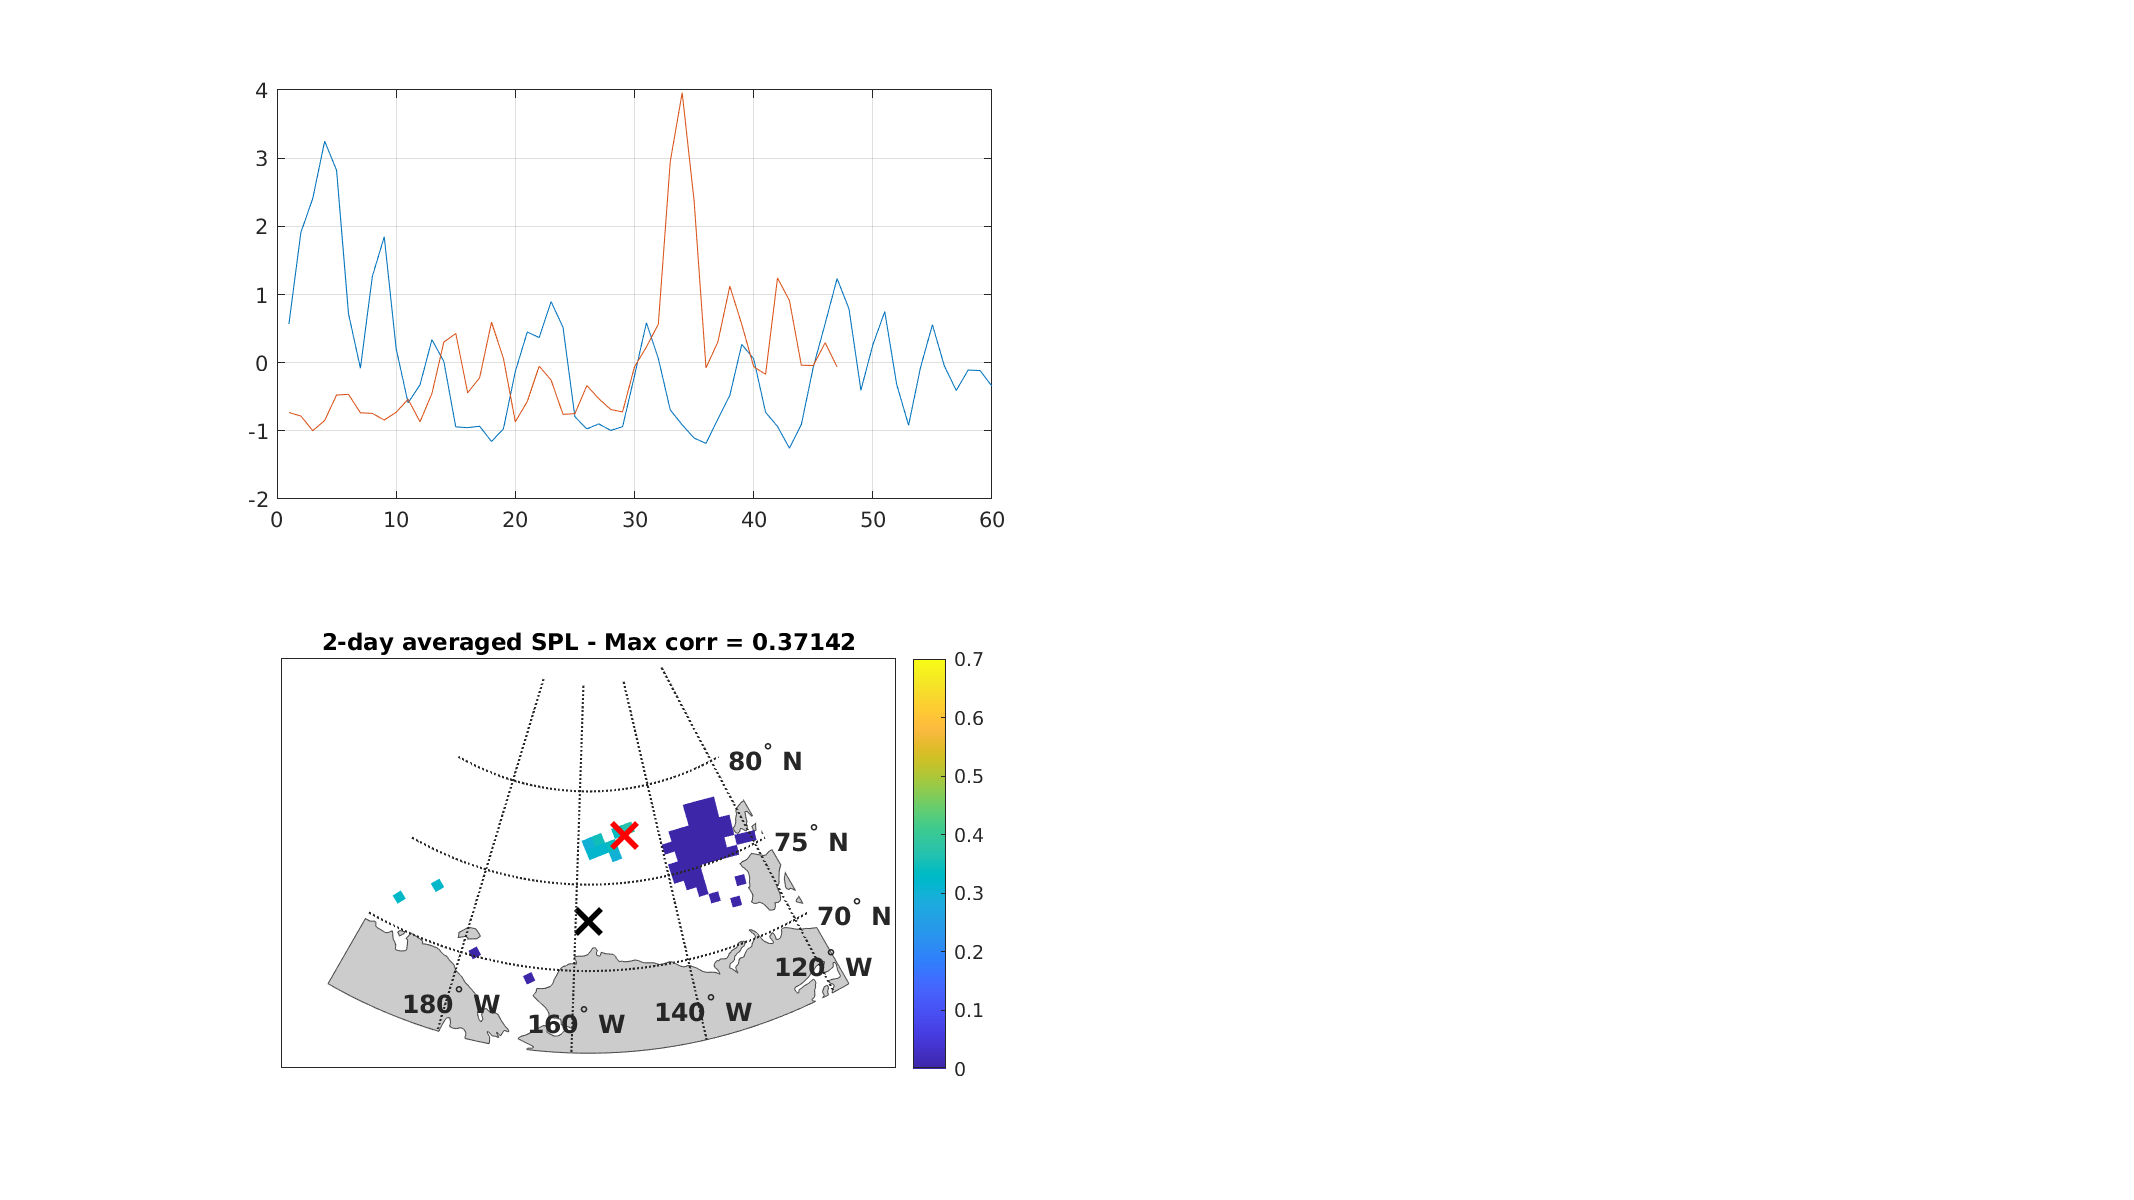 4
3
2
1
0
-1
-2
0 10 20 30 40 50 60
2-day averaged SPL - Max corr = 0.37142
0.7
0.6
0.5
0.4
0.3
0.2
0.1
0
80° N
75° N
70° N
120° W
180° W
160° W
140° W